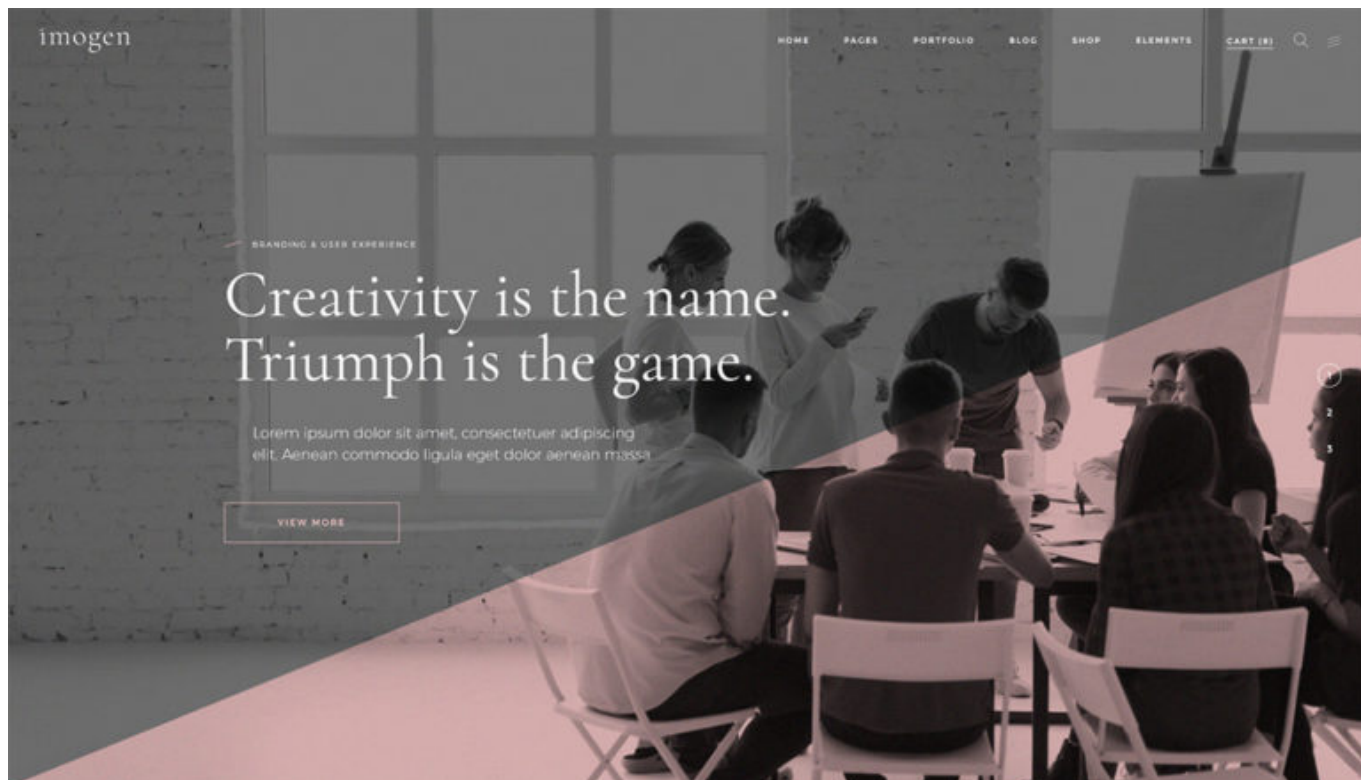 imogen
HOME PAGES PORTFOLIO BLOG SHOP ELEMENTS CART (0)
BRANDING & USER EXPERIENCE
Creativity is the name.
Triumph is the game.
Lorem ipsum dolor sit amet, consectetuer adipiscing
elit. Aenean commodo ligula eget dolor aenean massa
VIEW MORE
2
3